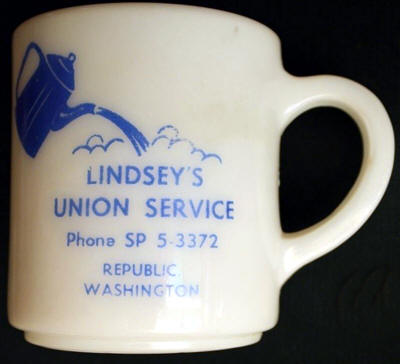 LINDSEY'S
UNION SERVICE
Phone SP 5-3372
REPUBLIC,
WASHINGTON